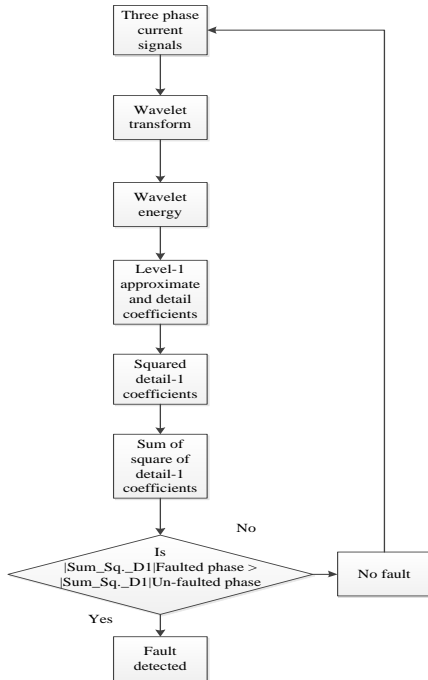 Three phase
current
signals
Wavelet
transform
Wavelet
energy
Level-1
approximate
and detail
coefficients
Squared
detail-1
coefficients
Sum of
square of
detail-1
coefficients
No
Is
|Sum_Sq._D1|Faulted phase >
|Sum_Sq._D1|Un-faulted phase
No fault
Yes
Fault
detected